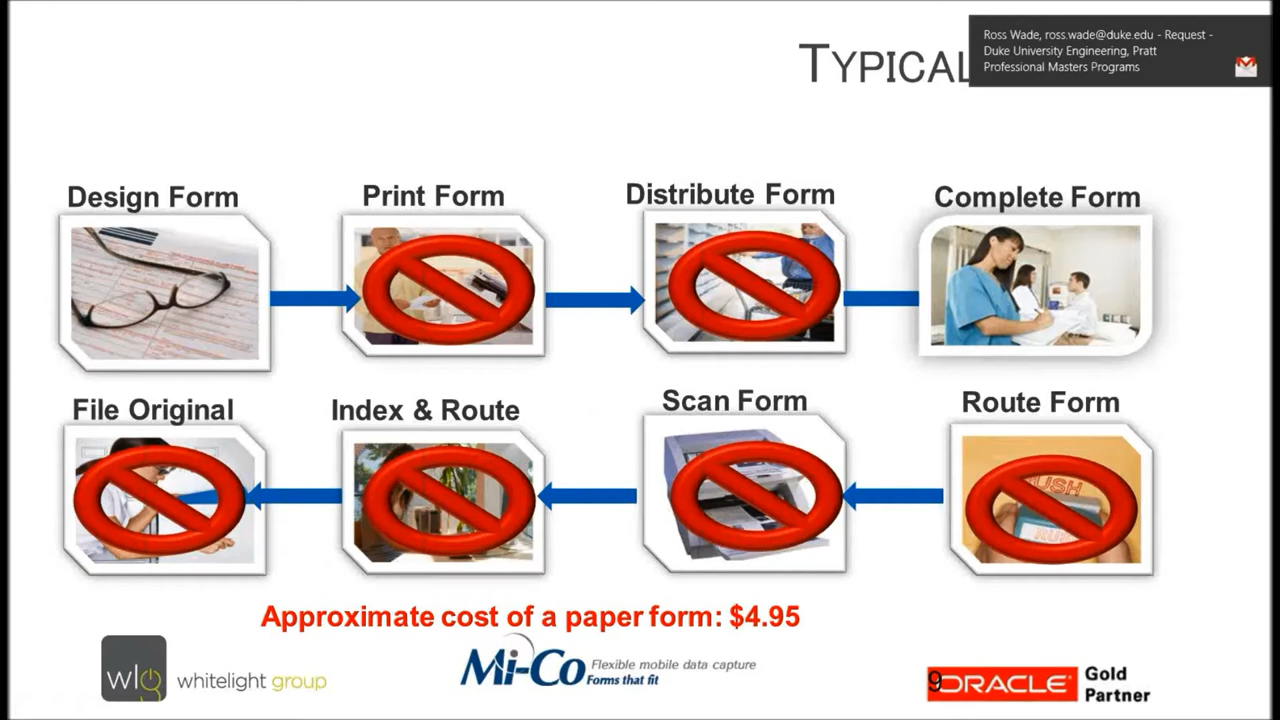 TYPICAL
Ross Wade, ross.wade@duke.edu - Request -
Duke University Engineering, Pratt
Professional Masters Programs
Design Form
Print Form
Distribute Form
Complete Form
File Original
Index & Route
Scan Form
Route Form
RUSH
Approximate cost of a paper form: $4.95
wlg whitelight group
Mi-Co Flexible mobile data capture
Forms that fit
9
ORACLE Gold
Partner